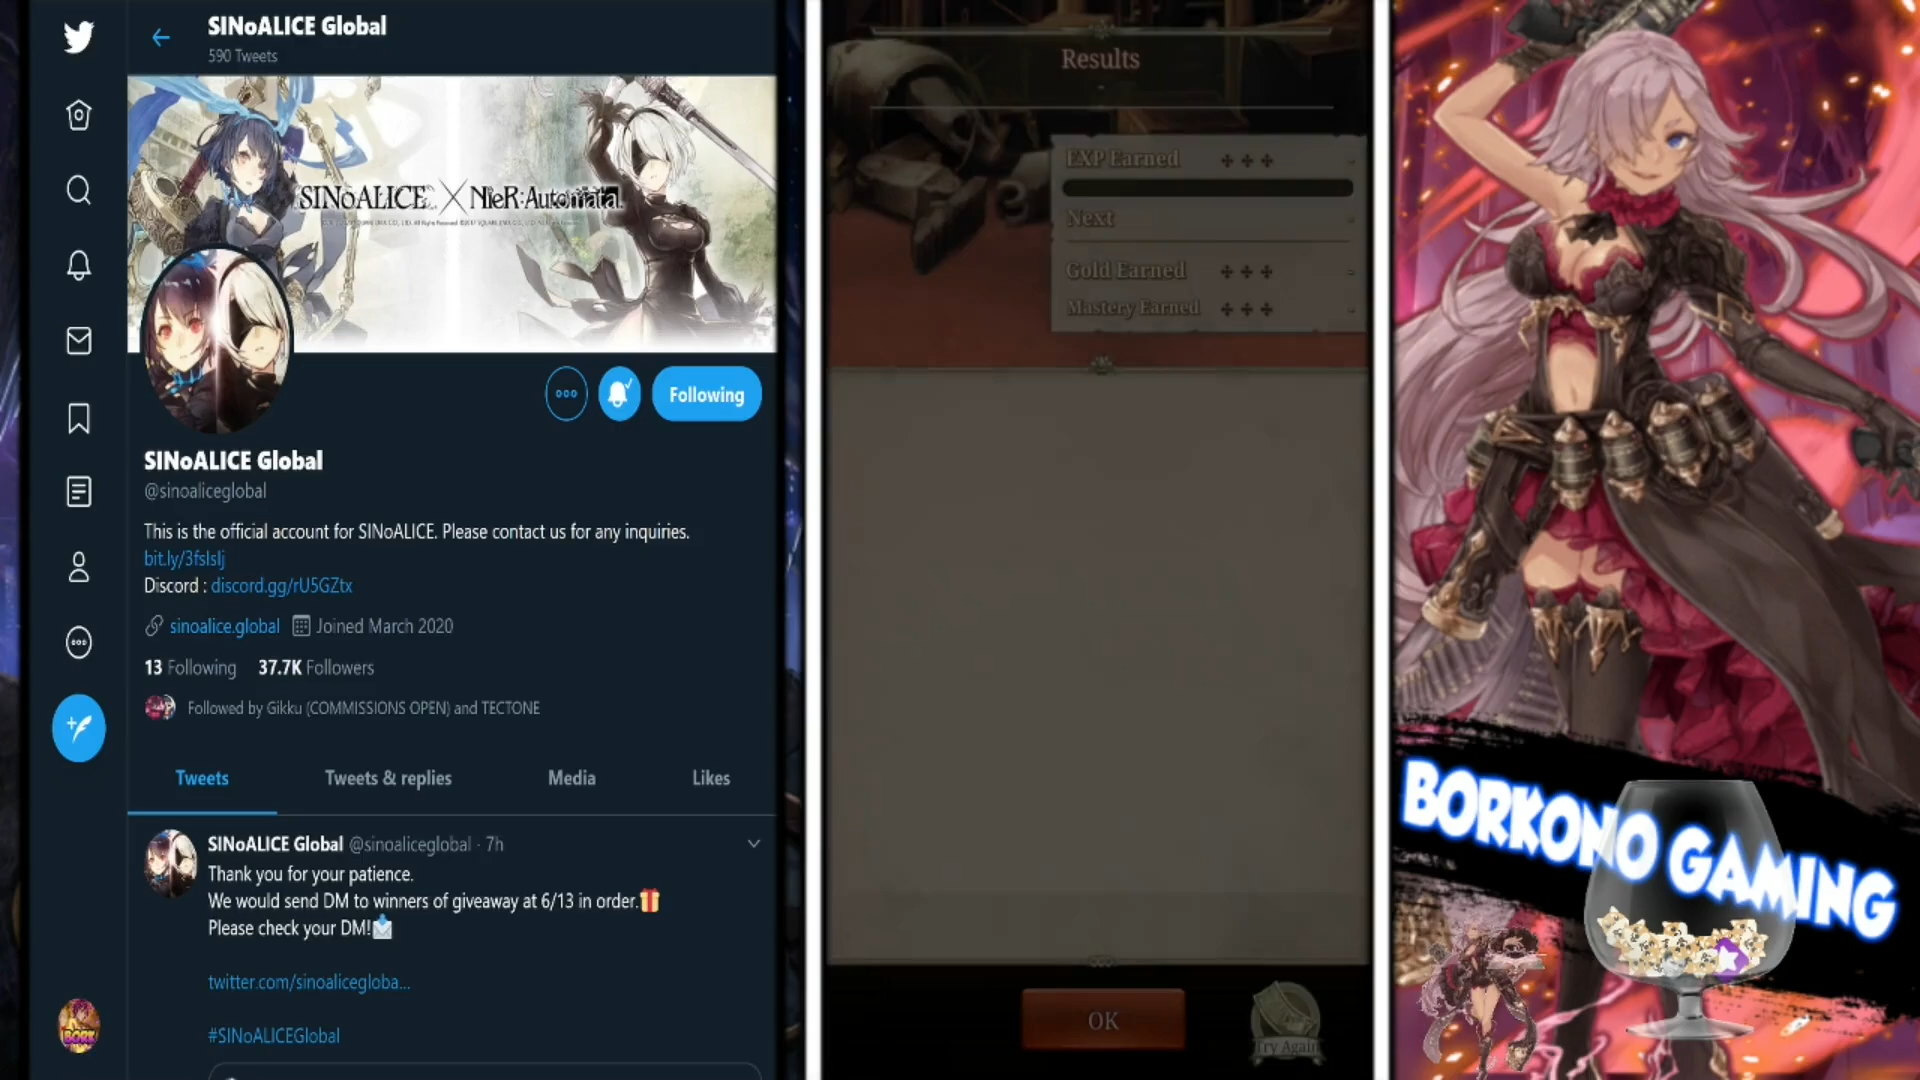 SINoALICE Global
590 Tweets
SINoALICE X NieR:Automata
Following
SINoALICE Global
@sinoaliceglobal
This is the official account for SINoALICE. Please contact us for any inquiries.
bit.ly/3fslslj
Discord : discord.gg/rU5GZtx
sinoalice.global Joined March 2020
13 Following 37.7K Followers
Followed by Gikku (COMMISSIONS OPEN) and TECTONE
Tweets Tweets & replies Media Likes
SINoALICE Global @sinoaliceglobal · 7h
Thank you for your patience.
We would send DM to winners of giveaway at 6/13 in order.🎁
Please check your DM!📩
twitter.com/sinoalicegloba...
#SINoALICEGlobal
BORK
Results
EXP Earned
Next
Gold Earned
Mastery Earned
OK
Try Again
BORKONO GAMING